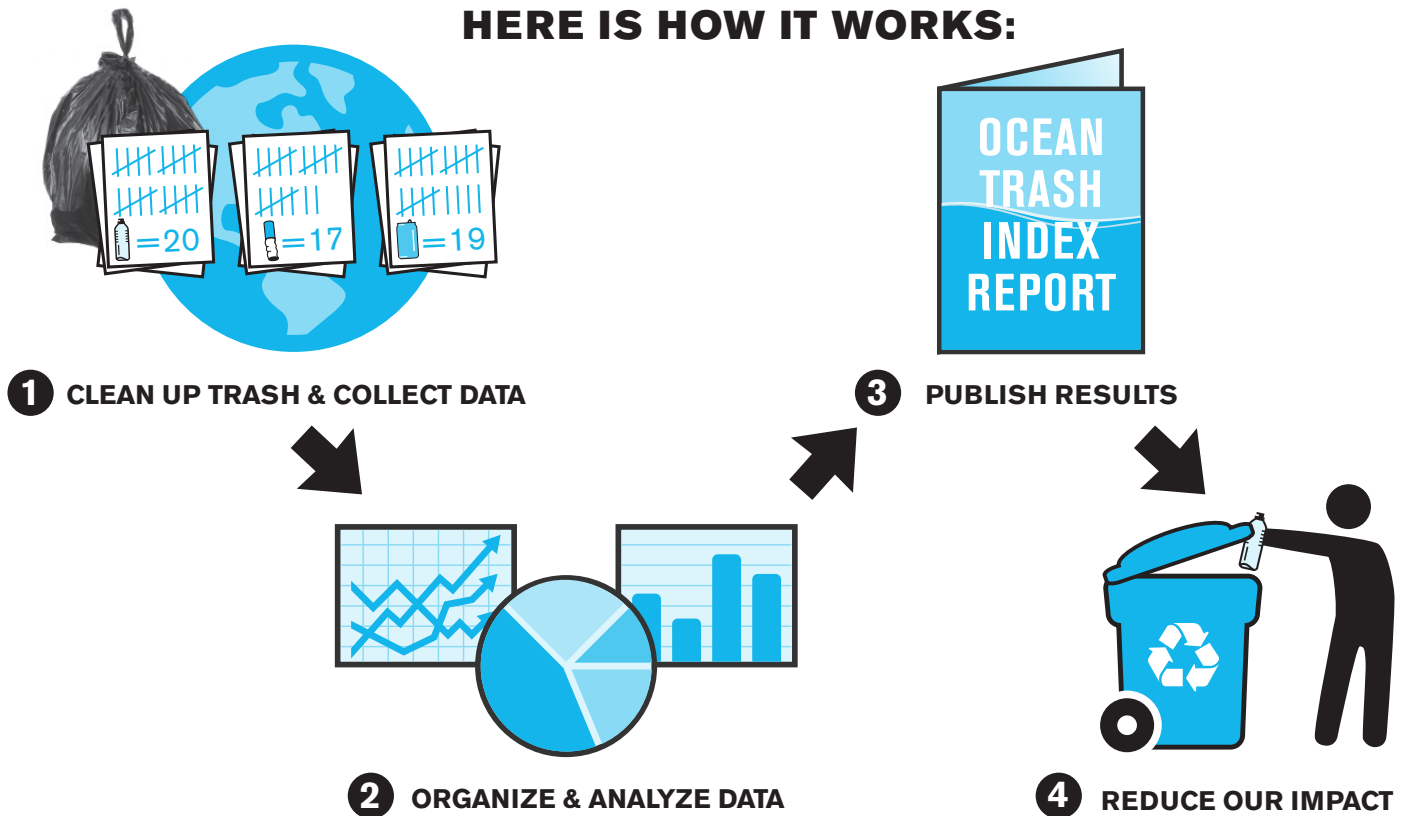 HERE IS HOW IT WORKS:
=20
=17
=19
1 CLEAN UP TRASH & COLLECT DATA
2 ORGANIZE & ANALYZE DATA
OCEAN
TRASH
INDEX
REPORT
3 PUBLISH RESULTS
4 REDUCE OUR IMPACT